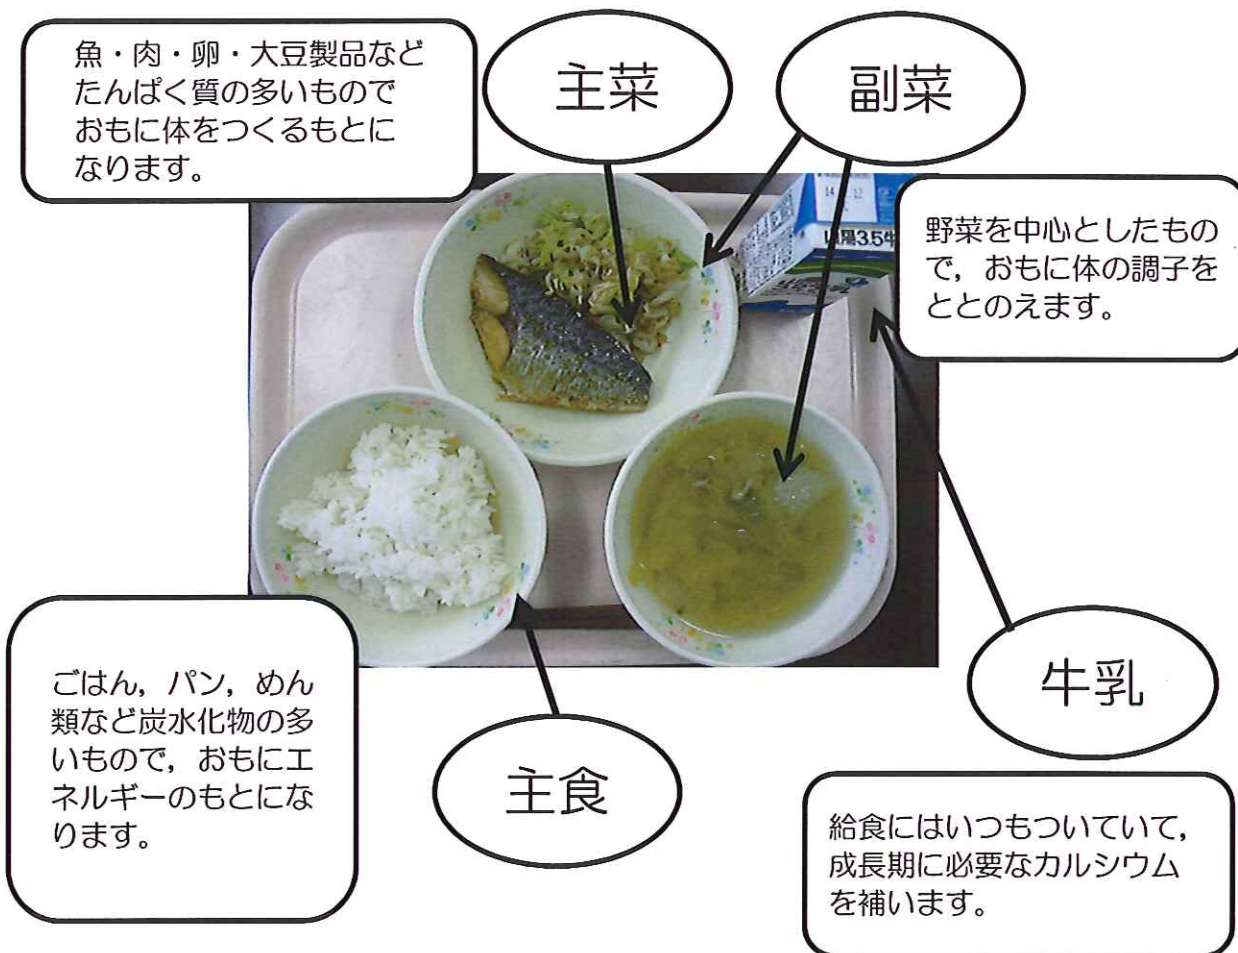 魚・肉・卵・大豆製品など
たんぱく質の多いもので
おもに体をつくるもとに
なります。
主菜
副菜
野菜を中心としたもの
で，おもに体の調子を
ととのえます。
3.5牛
ごはん，パン，めん
類など炭水化物の多
いもので，おもにエ
ネルギーのもとにな
ります。
主食
牛乳
給食にはいつもついていて，
成長期に必要なカルシウム
を補います。